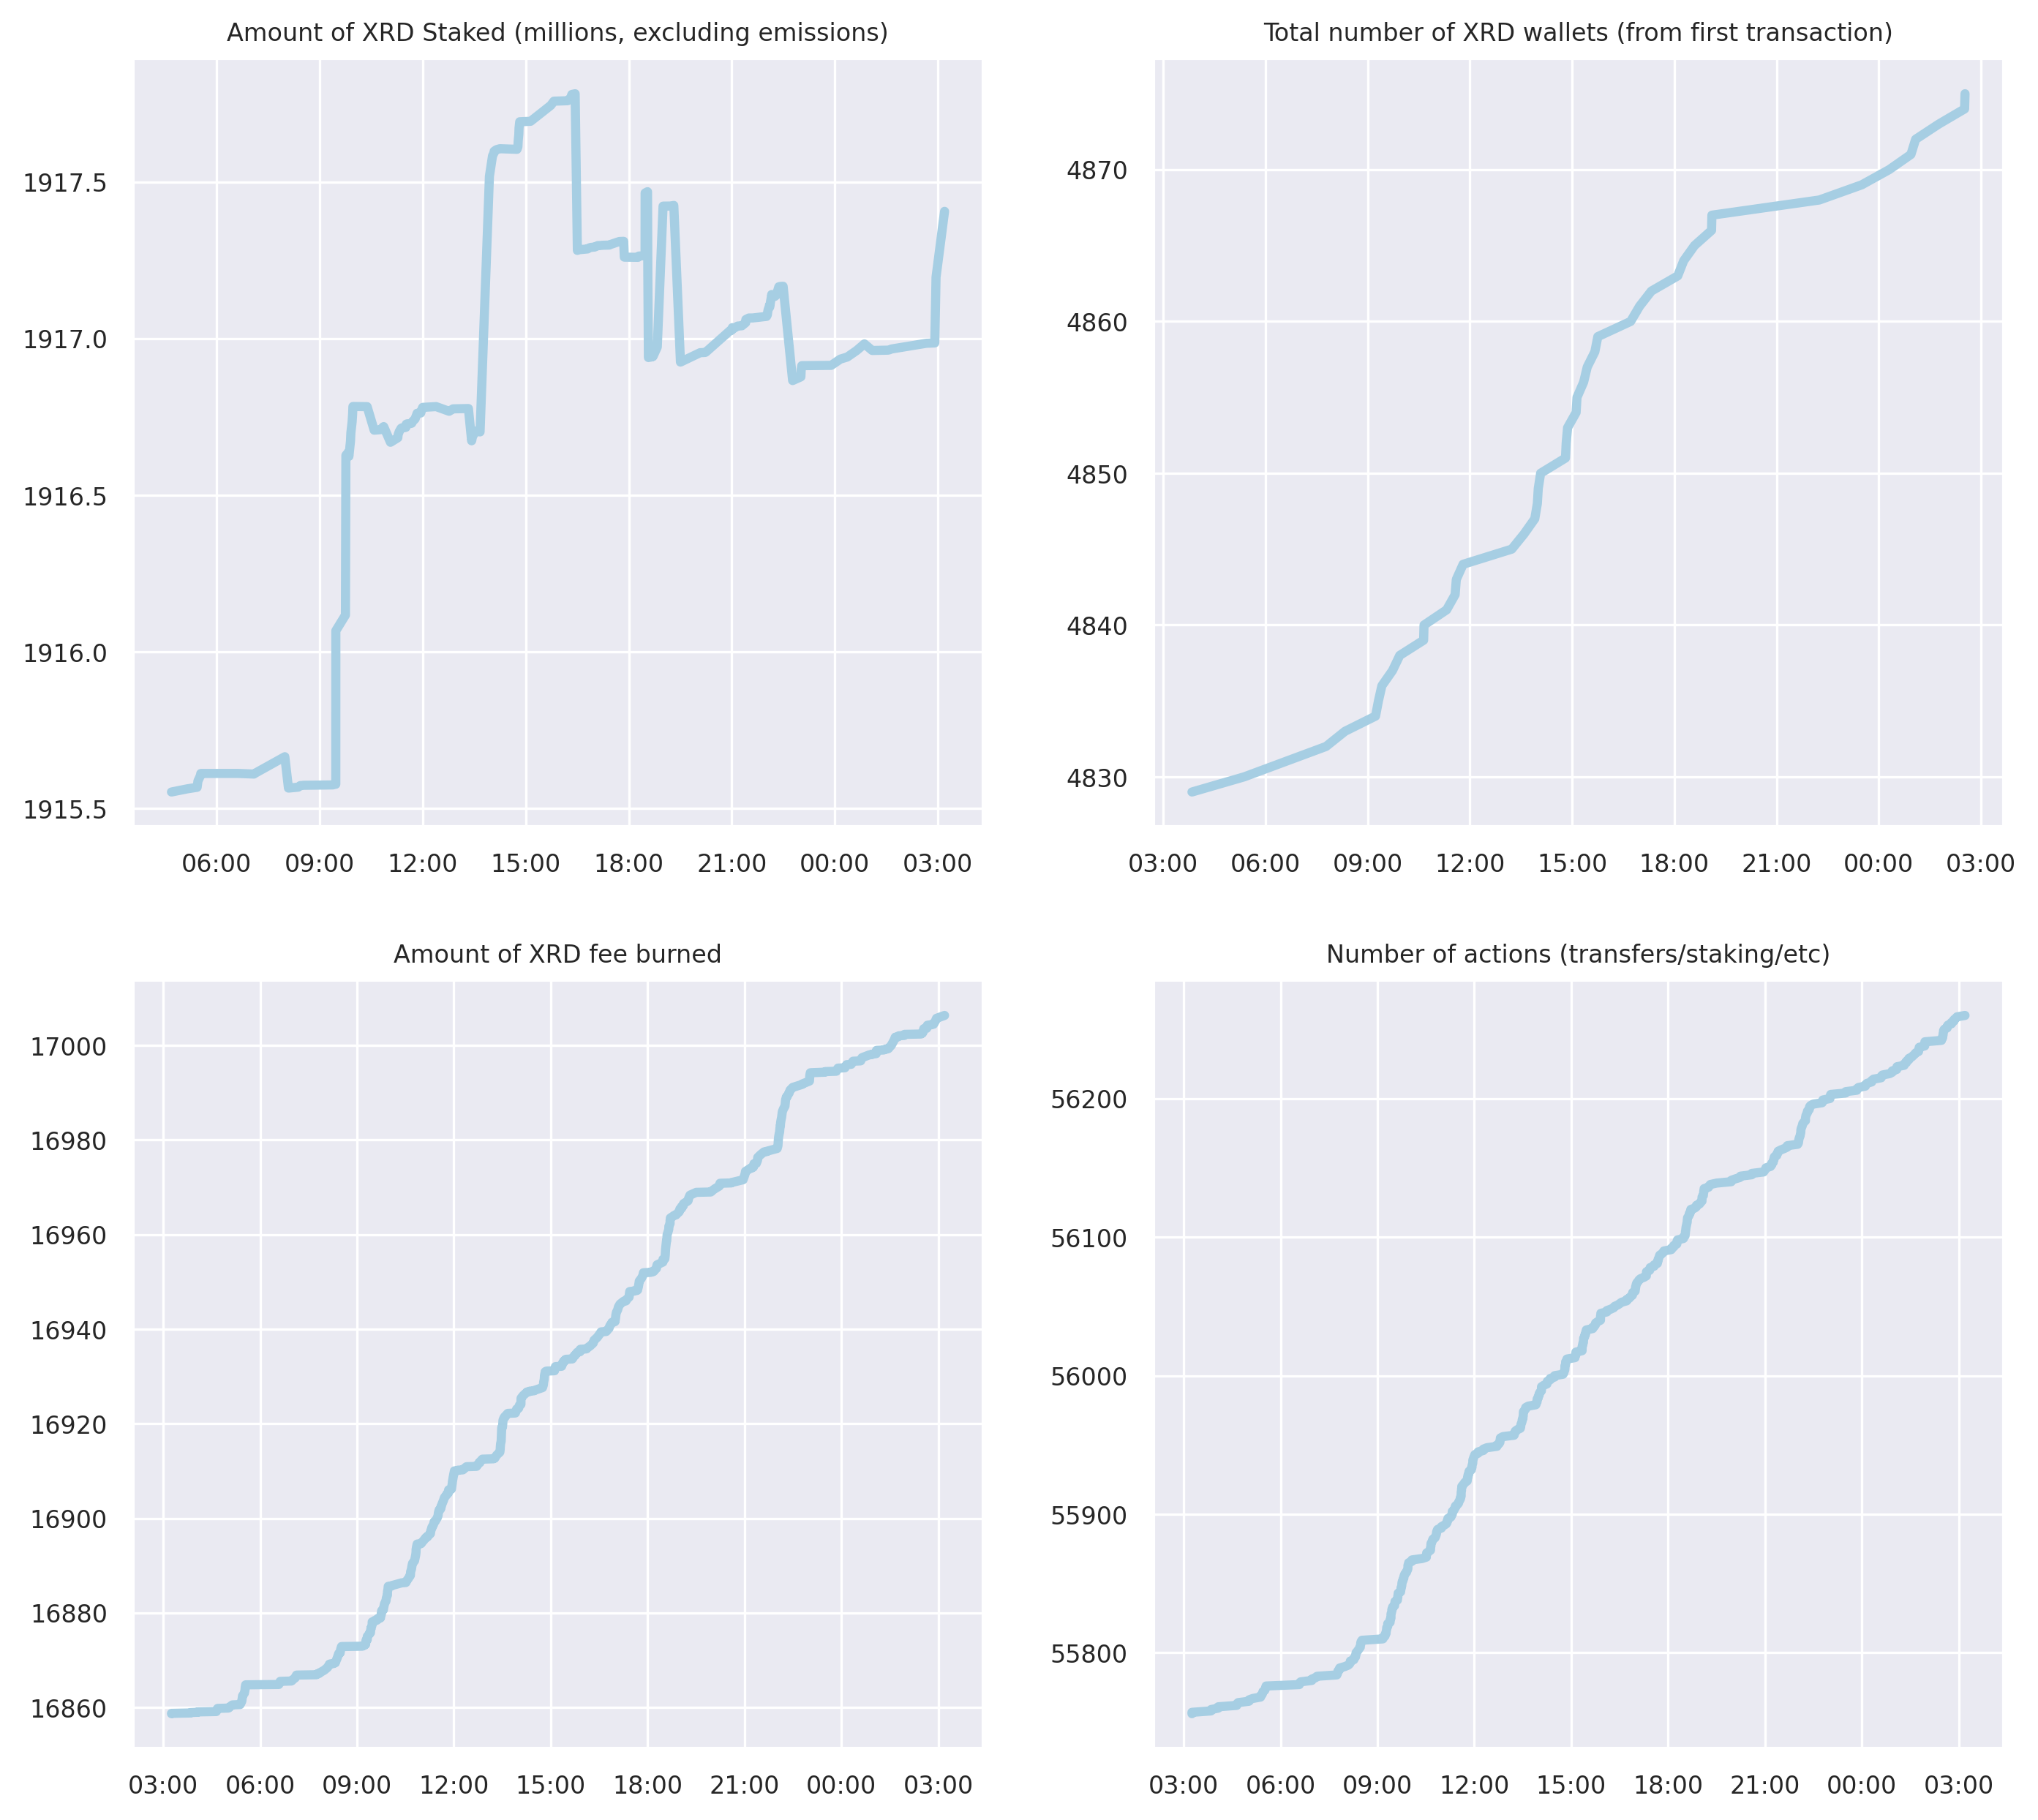 Amount of XRD Staked (millions, excluding emissions)
1917.5
1917.0
1916.5
1916.0
1915.5
06:00 09:00 12:00 15:00 18:00 21:00 00:00 03:00
Total number of XRD wallets (from first transaction)
4870
4860
4850
4840
4830
03:00 06:00 09:00 12:00 15:00 18:00 21:00 00:00 03:00
Amount of XRD fee burned
17000
16980
16960
16940
16920
16900
16880
16860
03:00 06:00 09:00 12:00 15:00 18:00 21:00 00:00 03:00
Number of actions (transfers/staking/etc)
56200
56100
56000
55900
55800
03:00 06:00 09:00 12:00 15:00 18:00 21:00 00:00 03:00